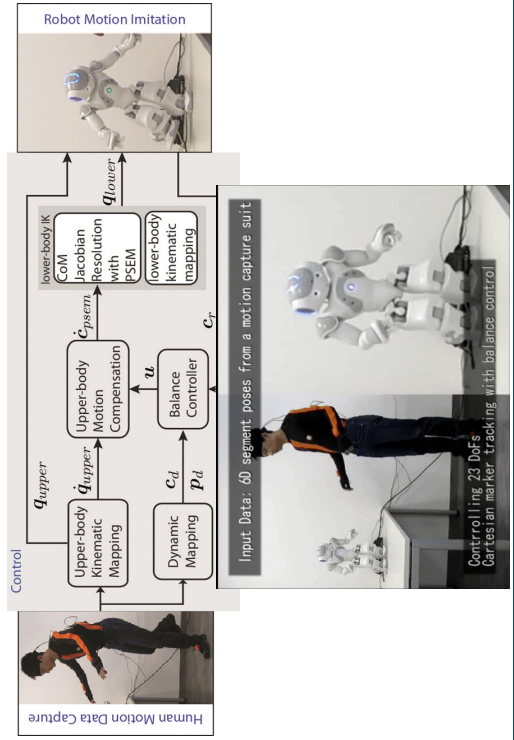 Human Motion Data Capture
Control
Upper-body
Kinematic
Mapping
Dynamic
Mapping
q_upper
q̇_upper
c_d
p_d
Upper-body
Motion
Compensation
u
Balance
Controller
ċ_psem
c_r
lower-body IK
CoM
Jacobian
Resolution
with
PSEM
lower-body
kinematic
mapping
q_lower
Robot Motion Imitation
Input Data: 6D segment poses from a motion capture suit
Contrrolling 23 DoFs
Cartesian marker tracking with balance control